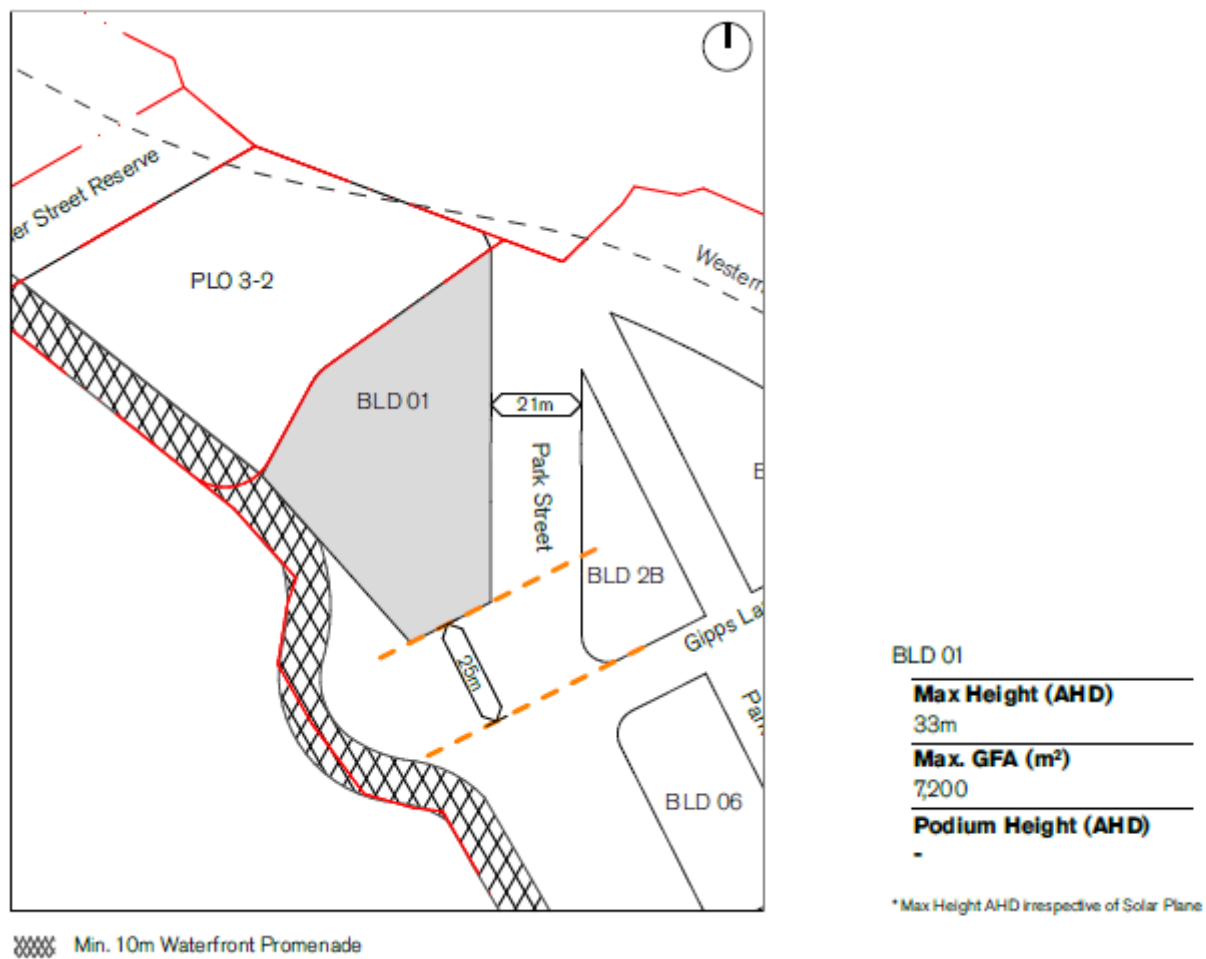 er Street Reserve
Western
PLO 3-2
BLD 01
21m
Park Street
E
BLD 2B
Gipps La
25m
Par
BLD 06
BLD 01
Max Height (AHD)
33m
Max. GFA (m²)
7,200
Podium Height (AHD)
-
*Max Height AHD irrespective of Solar Plane
Min. 10m Waterfront Promenade